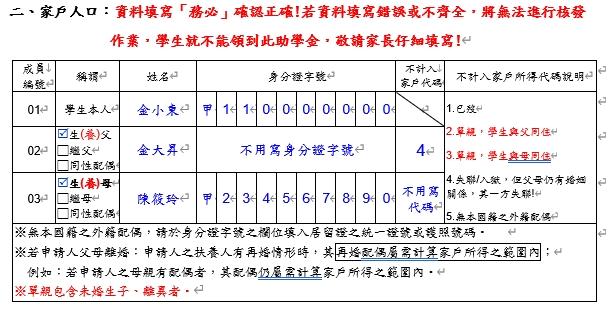 二、家戶人口：資料填寫「務必」確認正確!若資料填寫錯誤或不齊全，將無法進行核發
作業，學生就不能領到此助學金，敬請家長仔細填寫!
成員編號 稱謂 姓名 身分證字號 不計入家戶代碼 不計入家戶所得代碼說明
01 學生本人 金小東 甲 1 1 0 0 0 0 0 0 0
1.已歿
2.單親，學生與父同住
3.單親，學生與母同住
4.失聯/入獄，但父母仍有婚姻
關係，其一方失聯!
5.無本國籍之外籍配偶
02 ☑生(養)父
□繼父
□同性配偶
金大昇 不用寫身分證字號 4
03 ☑生(養)母
□繼母
□同性配偶
陳筱玲 甲 2 3 4 5 6 7 8 9 0 不用寫代碼
※無本國籍之外籍配偶，請於身分證字號之欄位填入居留證之統一證號或護照號碼。
※若申請人父母離婚：申請人之扶養人有再婚情形時，其再婚配偶屬需計算家戶所得之範圍內；
例如：若申請人之母親有配偶者，其配偶仍屬需計算家戶所得之範圍內。
※單親包含未婚生子、離異者。